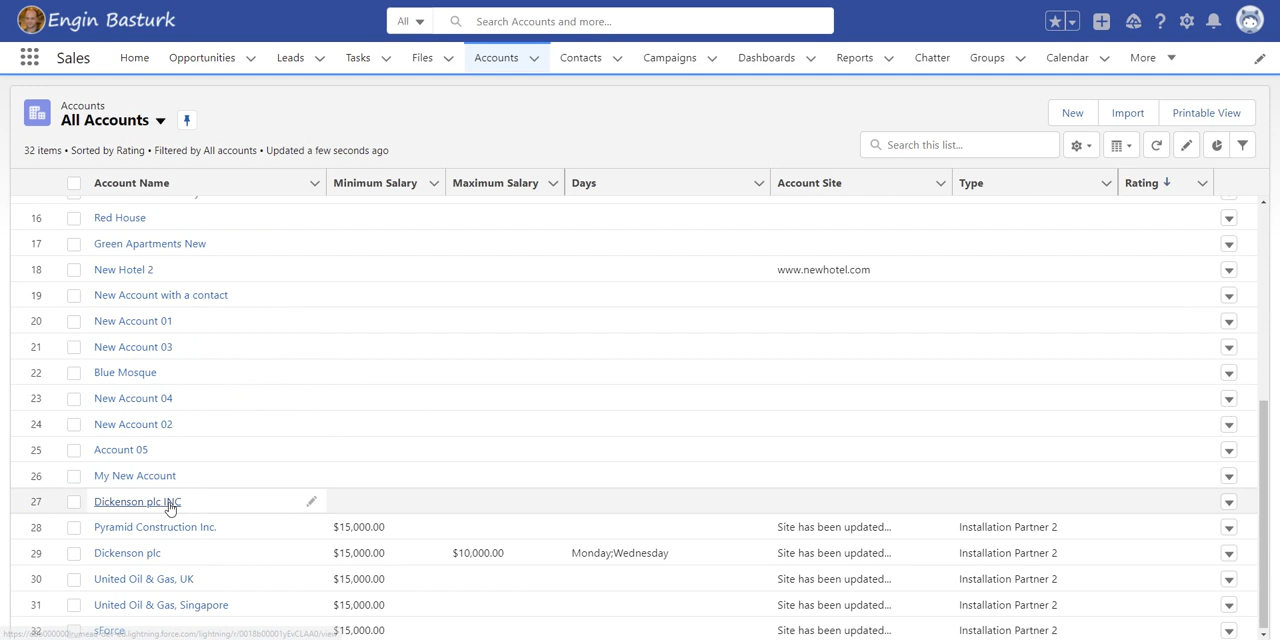 Engin Basturk
All
Search Accounts and more...
Sales
Home
Opportunities
Leads
Tasks
Files
Accounts
Contacts
Campaigns
Dashboards
Reports
Chatter
Groups
Calendar
More
Accounts
All Accounts
New
Import
Printable View
32 items • Sorted by Rating • Filtered by All accounts • Updated a few seconds ago
Search this list...
Account Name Minimum Salary Maximum Salary Days Account Site Type Rating
16 Red House
17 Green Apartments New
18 New Hotel 2 www.newhotel.com
19 New Account with a contact
20 New Account 01
21 New Account 03
22 Blue Mosque
23 New Account 04
24 New Account 02
25 Account 05
26 My New Account
27 Dickenson plc INC
28 Pyramid Construction Inc. $15,000.00 Site has been updated... Installation Partner 2
29 Dickenson plc $15,000.00 $10,000.00 Monday;Wednesday Site has been updated... Installation Partner 2
30 United Oil & Gas, UK $15,000.00 Site has been updated... Installation Partner 2
31 United Oil & Gas, Singapore $15,000.00 Site has been updated... Installation Partner 2
32 sForce $15,000.00 Site has been updated... Installation Partner 2